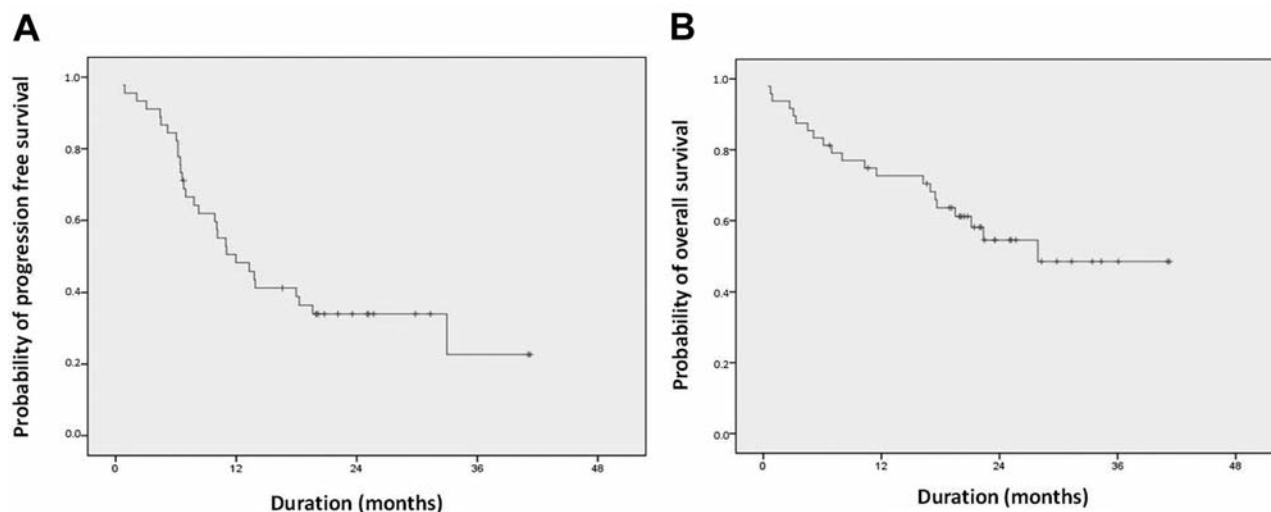 A
Probability of progression free survival
1.0
0.8
0.6
0.4
0.2
0.0
0 12 24 36 48
Duration (months)
B
Probability of overall survival
1.0
0.8
0.6
0.4
0.2
0.0
0 12 24 36 48
Duration (months)